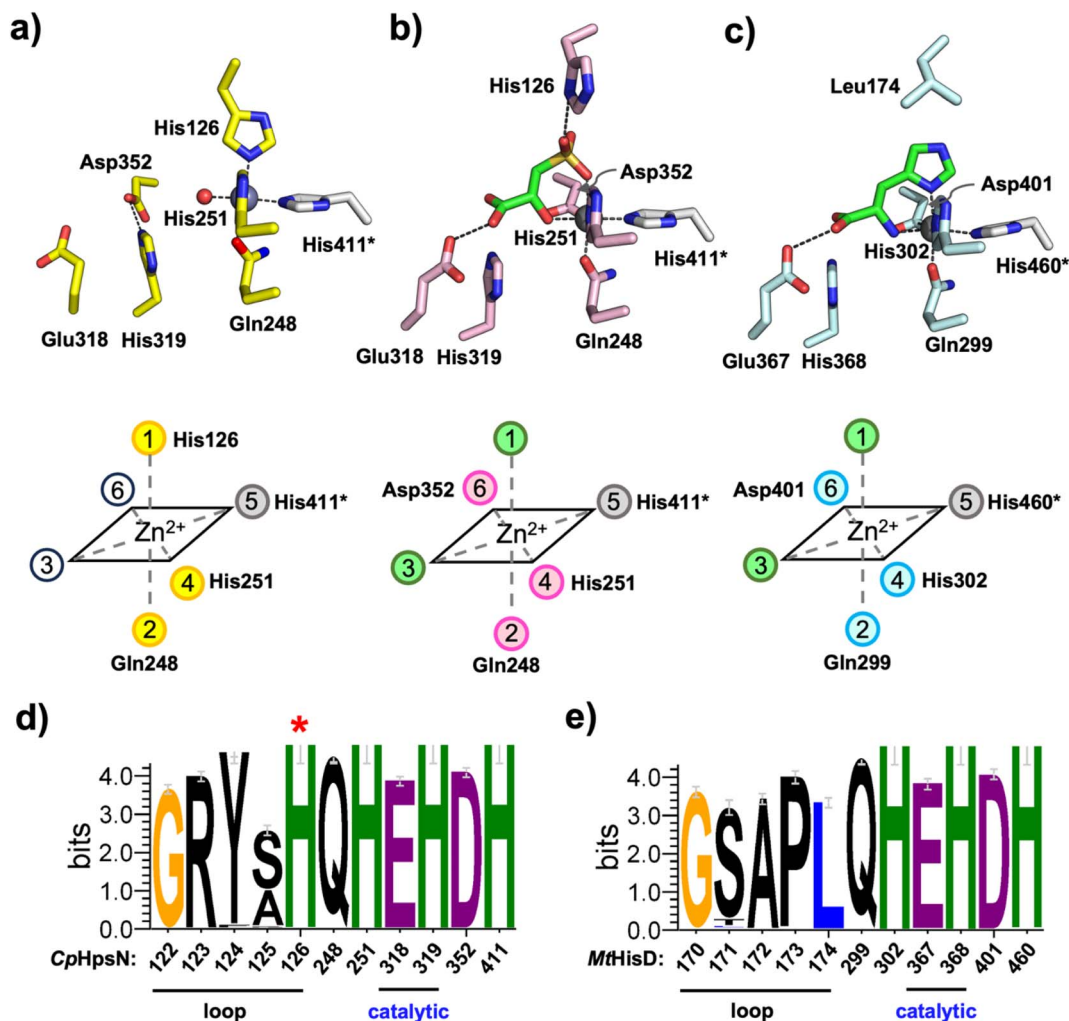 a)
b)
c)
His126
Asp352
His251
His411*
Glu318
His319
Gln248
His126
Asp352
His251
His411*
Glu318
His319
Gln248
Leu174
Asp401
His302
His460*
Glu367
His368
Gln299
1
His126
6
5
His411*
Zn2+
3
4
His251
2
Gln248
1
Asp352
6
5
His411*
Zn2+
3
4
His251
2
Gln248
1
Asp401
6
5
His460*
Zn2+
3
4
His302
2
Gln299
d)
*
bits
4.0
3.0
2.0
1.0
0.0
GRYSHQHEHDH
A
CpHpsN:
122 123 124 125 126 248 251 318 319 352 411
loop
catalytic
e)
bits
4.0
3.0
2.0
1.0
0.0
GSAPLQHEHDH
MtHisD:
170 171 172 173 174 299 302 367 368 401 460
loop
catalytic